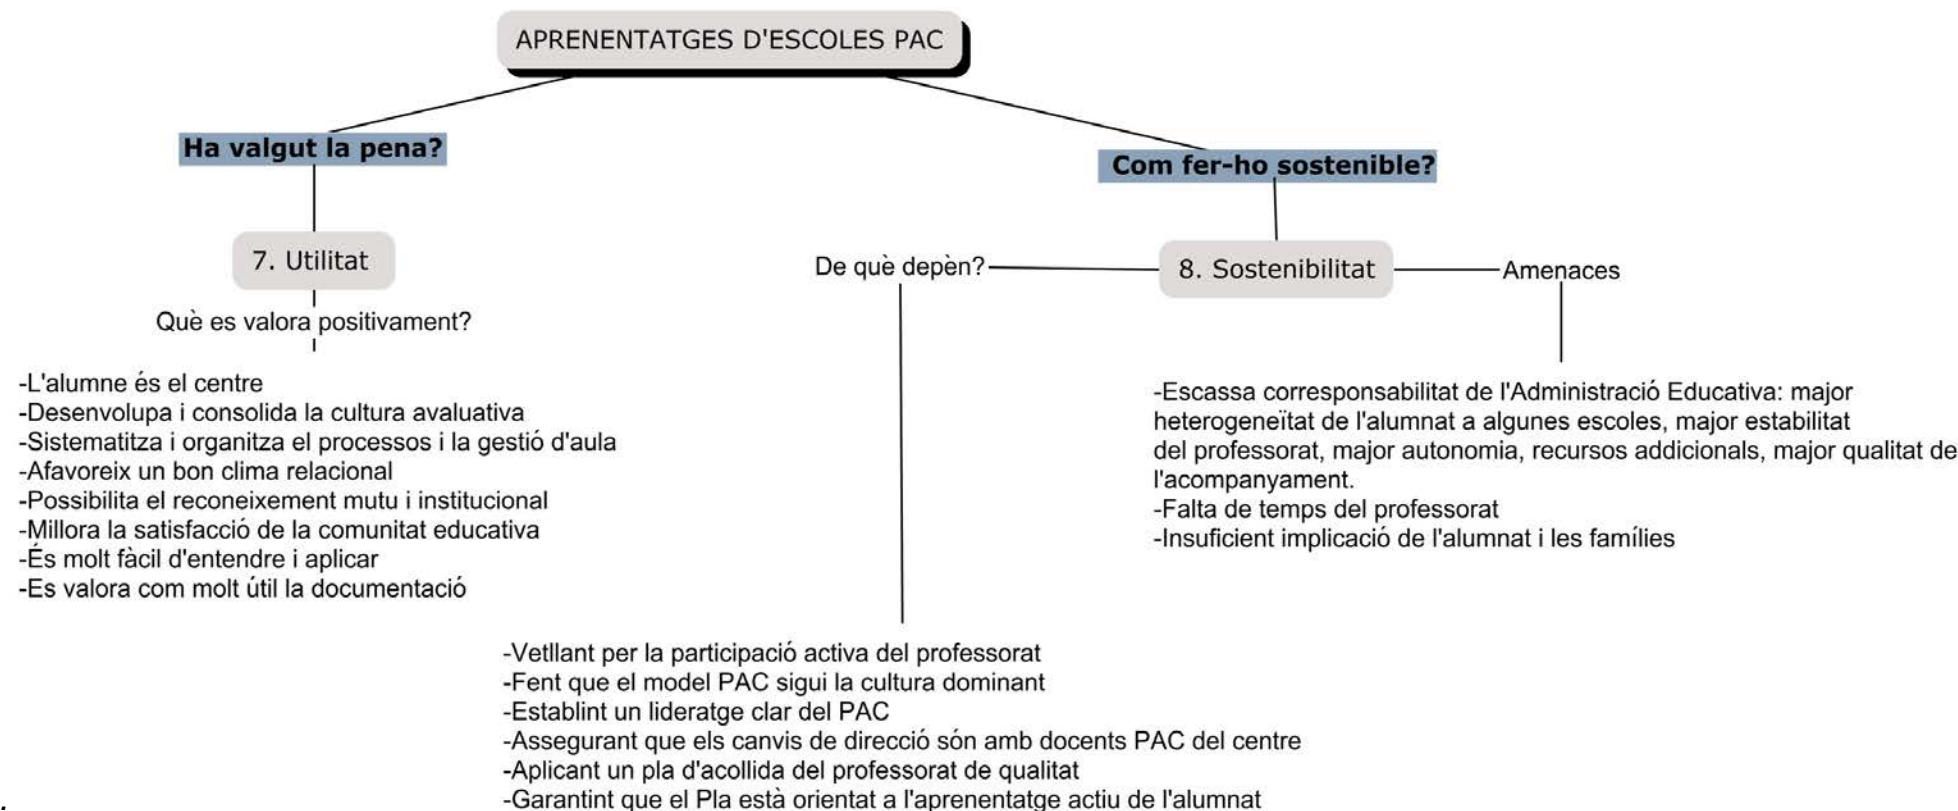 APRENENTATGES D'ESCOLES PAC
Ha valgut la pena?
7. Utilitat
Què es valora positivament?
-L'alumne és el centre
-Desenvolupa i consolida la cultura avaluativa
-Sistematitza i organitza el processos i la gestió d'aula
-Afavoreix un bon clima relacional
-Possibilita el reconeixement mutu i institucional
-Millora la satisfacció de la comunitat educativa
-És molt fàcil d'entendre i aplicar
-Es valora com molt útil la documentació
Com fer-ho sostenible?
8. Sostenibilitat
De què depèn?
-Vetllant per la participació activa del professorat
-Fent que el model PAC sigui la cultura dominant
-Establint un lideratge clar del PAC
-Assegurant que els canvis de direcció són amb docents PAC del centre
-Aplicant un pla d'acollida del professorat de qualitat
-Garantint que el Pla està orientat a l'aprenentatge actiu de l'alumnat
Amenaces
-Escassa corresponsabilitat de l'Administració Educativa: major
heterogeneïtat de l'alumnat a algunes escoles, major estabilitat
del professorat, major autonomia, recursos addicionals, major qualitat de
l'acompanyament.
-Falta de temps del professorat
-Insuficient implicació de l'alumnat i les famílies